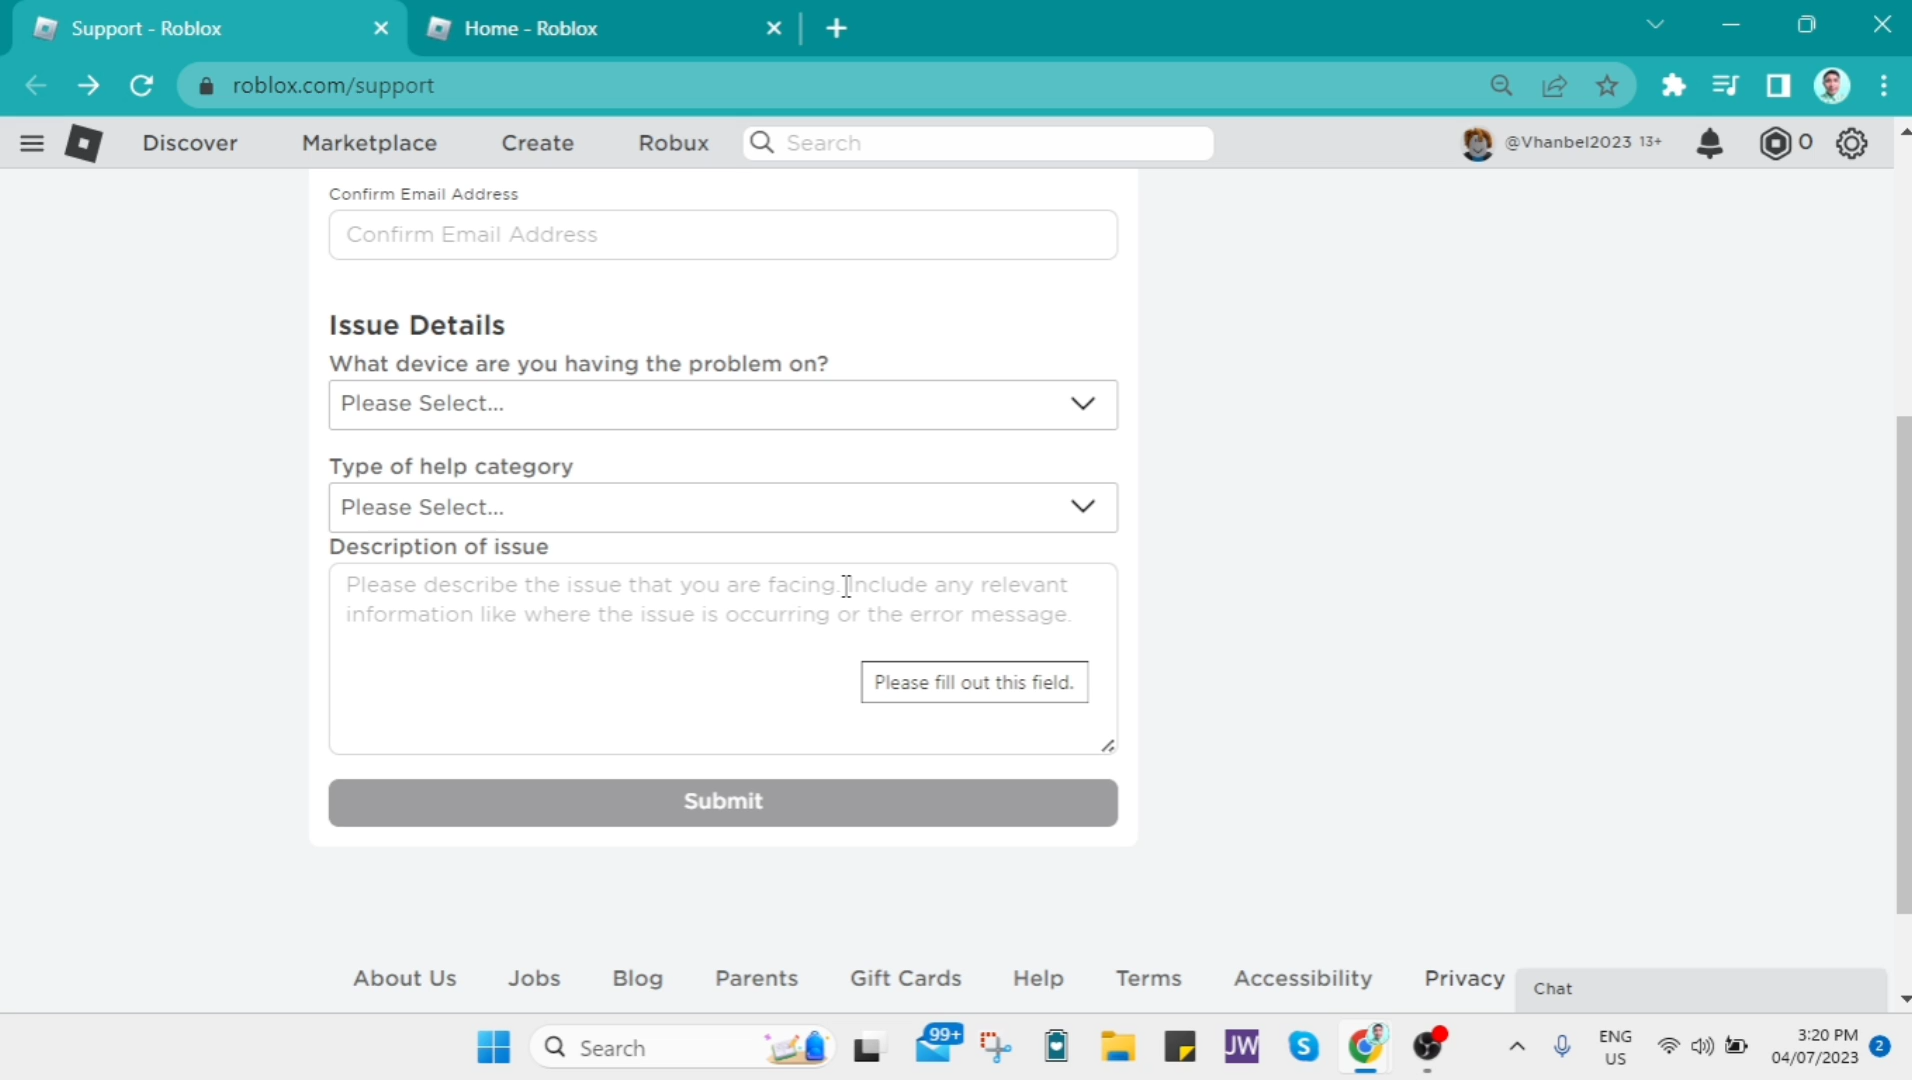 Support - Roblox
Home - Roblox
roblox.com/support
Discover
Marketplace
Create
Robux
Search
@Vhanbel2023 13+
0
Confirm Email Address
Confirm Email Address
Issue Details
What device are you having the problem on?
Please Select...
Type of help category
Please Select...
Description of issue
Please describe the issue that you are facing. Include any relevant
information like where the issue is occurring or the error message.
Please fill out this field.
Submit
About Us
Jobs
Blog
Parents
Gift Cards
Help
Terms
Accessibility
Privacy
Chat
Search
99+
JW
S
ENG
US
3:20 PM
04/07/2023
2